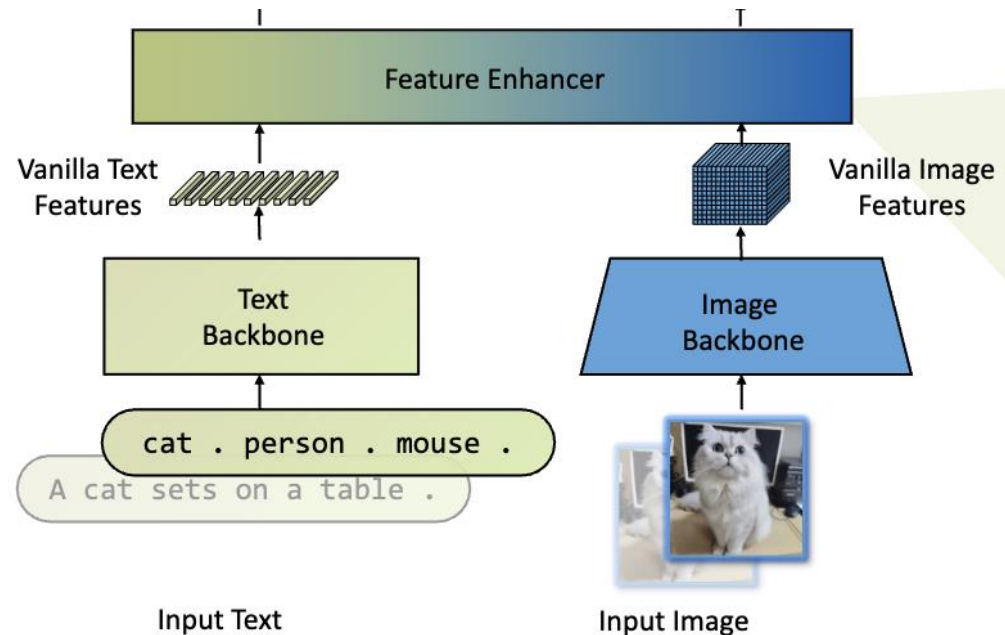 Feature Enhancer
Vanilla Text
Features
Vanilla Image
Features
Text
Backbone
Image
Backbone
cat . person . mouse .
A cat sets on a table .
Input Text
Input Image